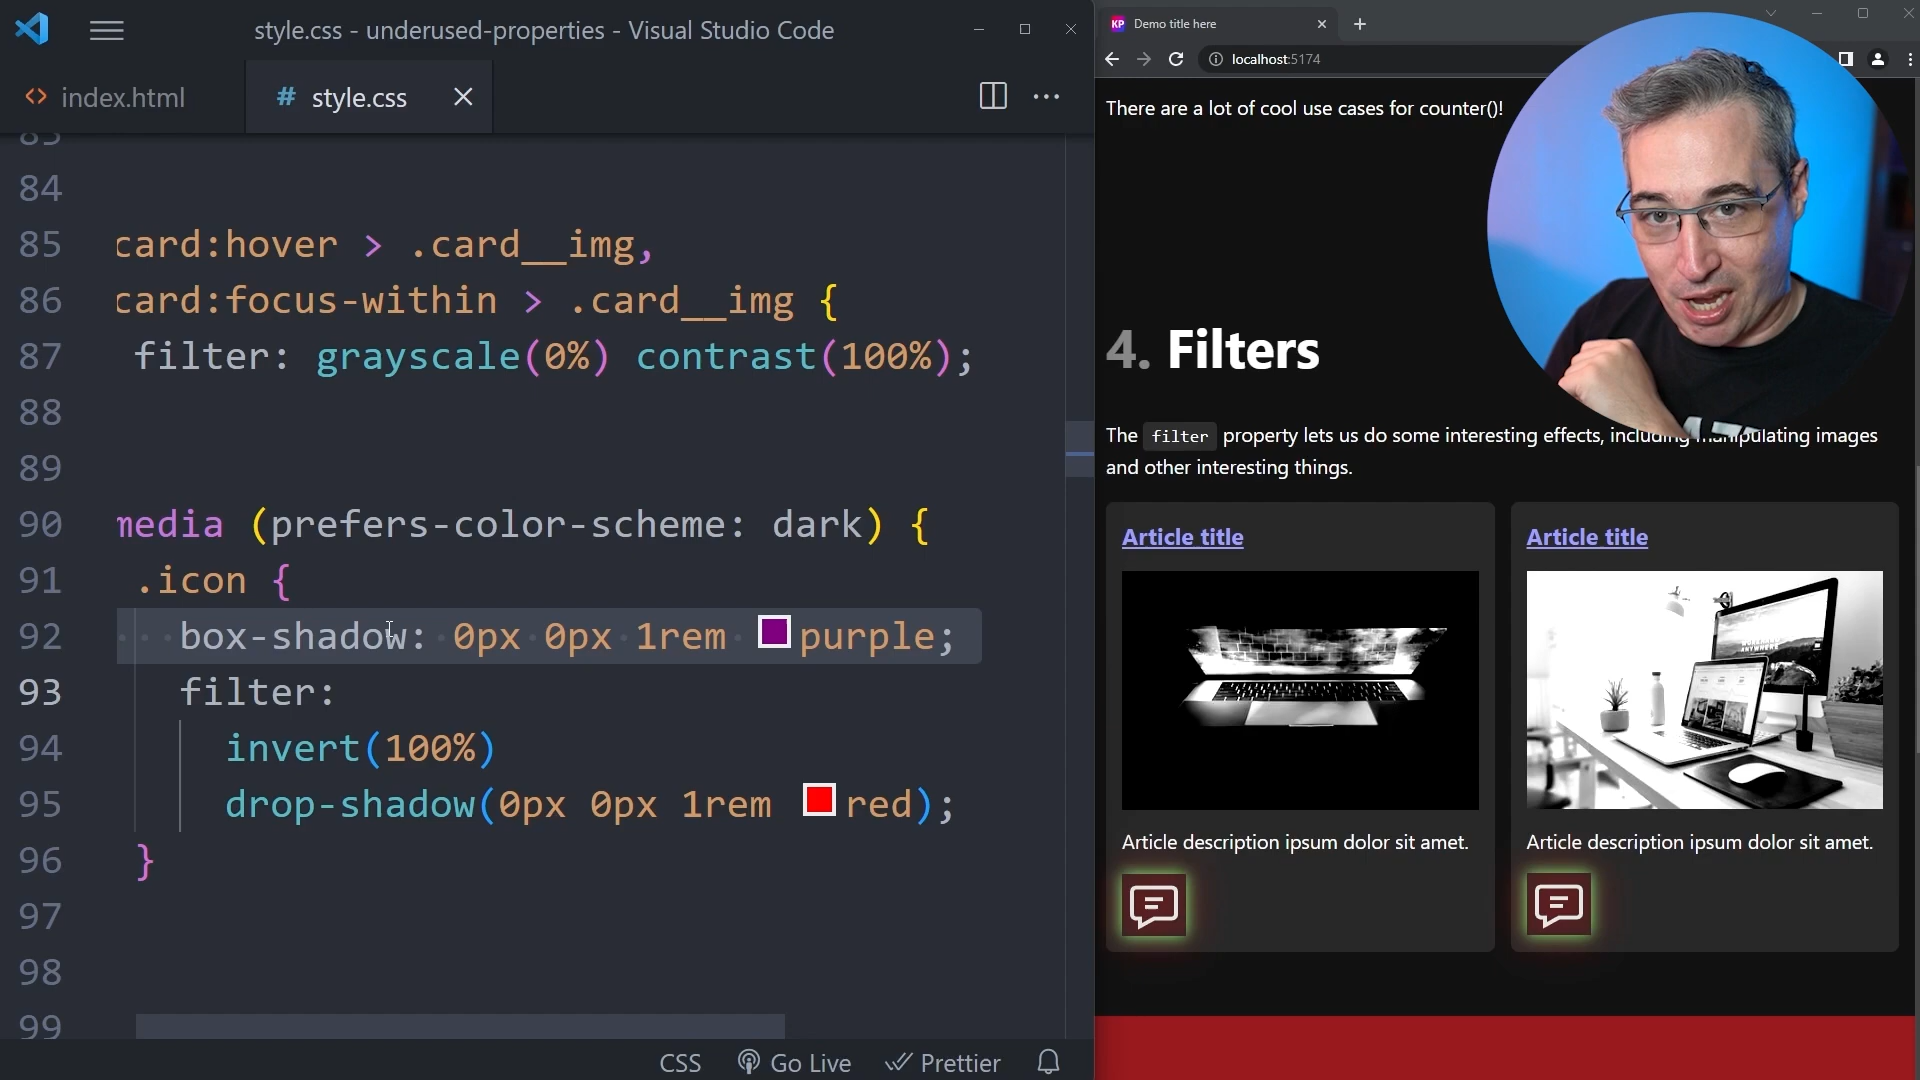 style.css - underused-properties - Visual Studio Code
index.html
# style.css
84
85 card:hover > .card__img,
86 card:focus-within > .card__img {
87 filter: grayscale(0%) contrast(100%);
88
89
90 media (prefers-color-scheme: dark) {
91 .icon {
92 box-shadow: 0px 0px 1rem purple;
93 filter:
94 invert(100%)
95 drop-shadow(0px 0px 1rem red);
96 }
97
98
99
CSS Go Live Prettier
KP Demo title here
localhost:5174
There are a lot of cool use cases for counter()!
4. Filters
The filter property lets us do some interesting effects, including manipulating images
and other interesting things.
Article title
Article description ipsum dolor sit amet.
Article title
Article description ipsum dolor sit amet.